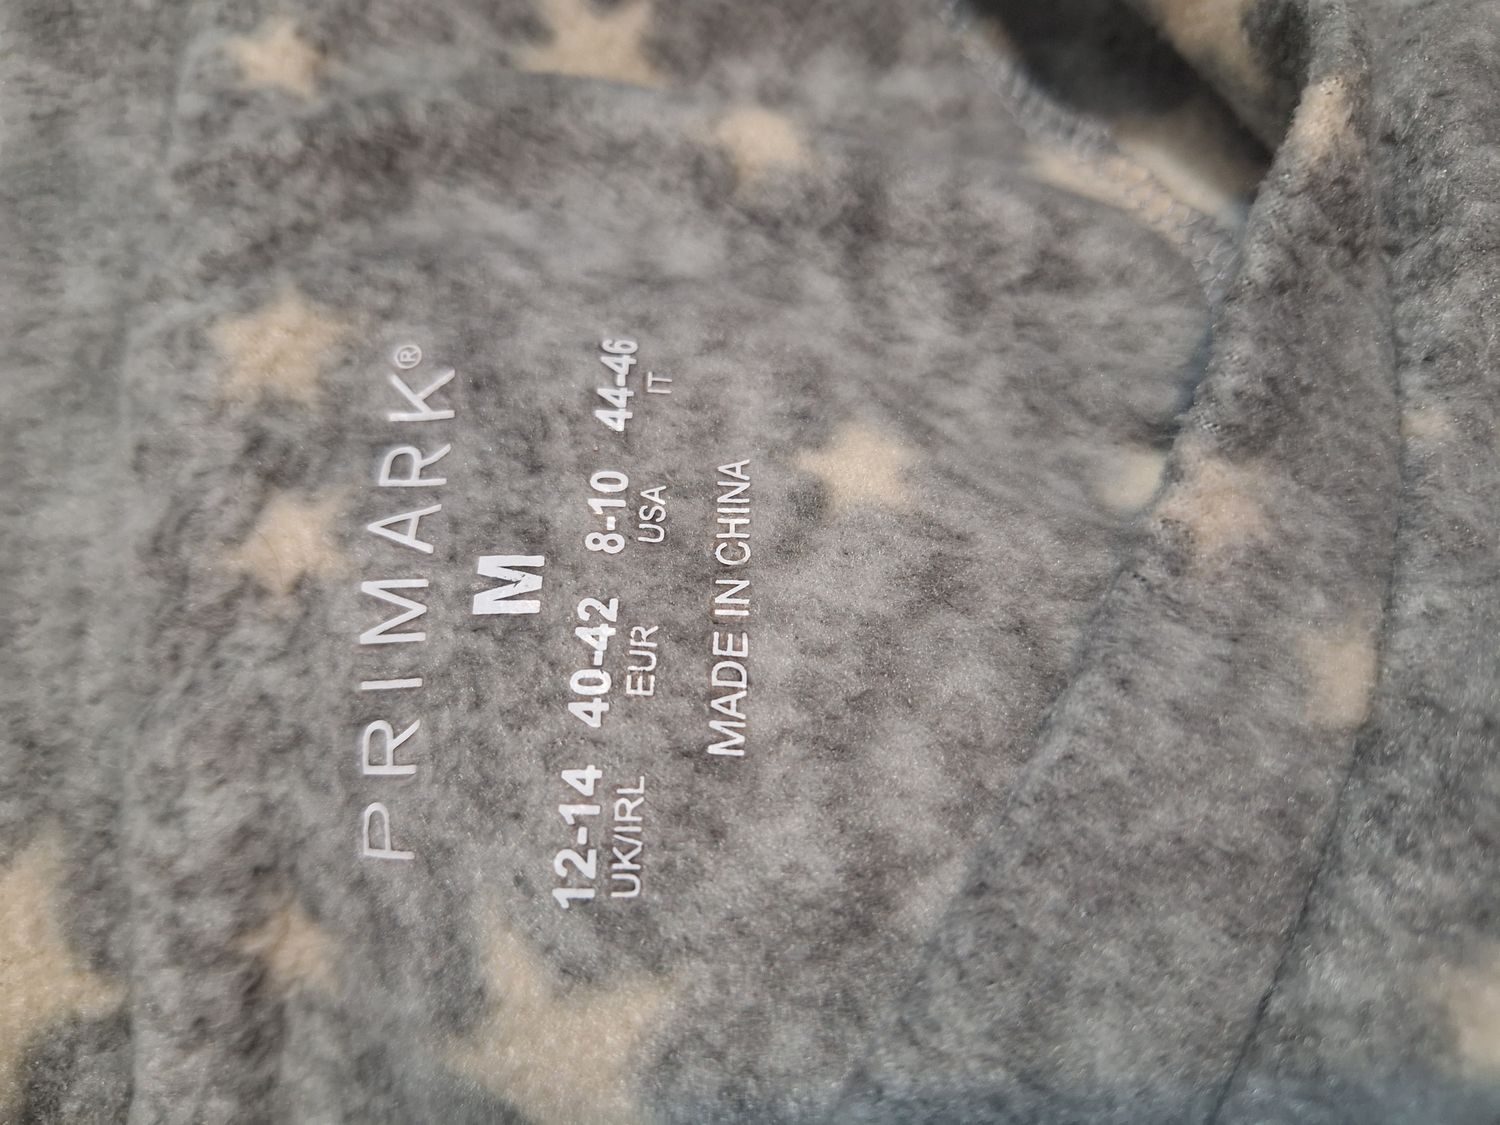 PRIMARK®
M
12-14 40-42 8-10 44-46
UK/IRL EUR USA IT
MADE IN CHINA